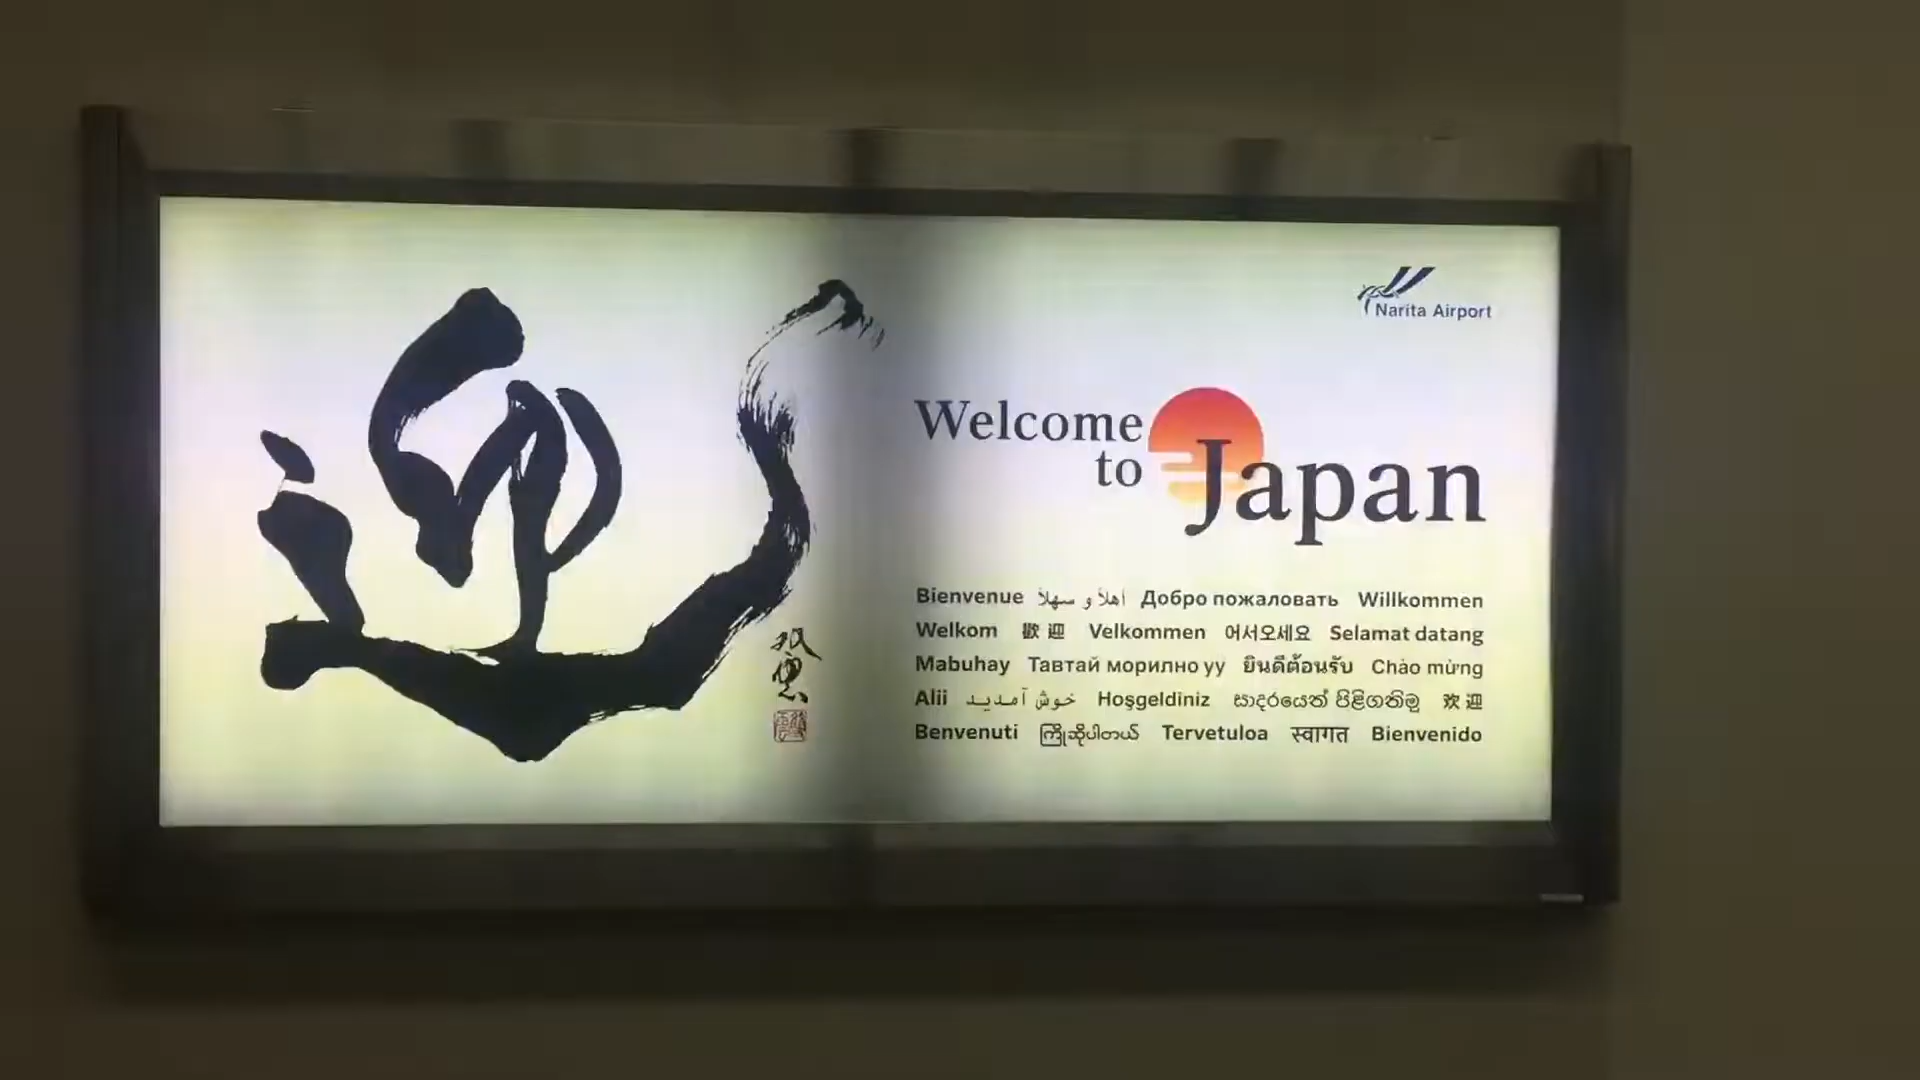 迎
Narita Airport
Welcome
to
Japan
Bienvenue أهلاً و سهلاً Добро пожаловать Willkommen
Welkom 歡迎 Velkommen 어서오세요 Selamat datang
Mabuhay Тавтай морилно уу ยินดีต้อนรับ Chào mừng
Alii خوش آمدید Hoşgeldiniz සාදරයෙන් පිළිගනිමු 欢迎
Benvenuti ကြိုဆိုပါတယ် Tervetuloa स्वागत Bienvenido